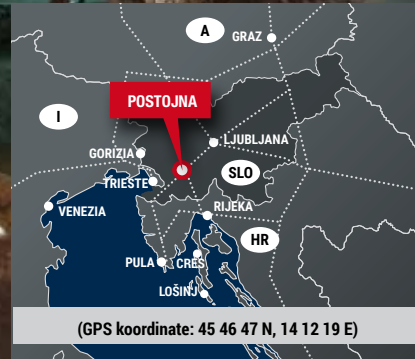 A
GRAZ
POSTOJNA
I
LJUBLJANA
GORIZIA
SLO
TRIESTE
RIJEKA
VENEZIA
HR
PULA
CRES
LOŠINJ
(GPS koordinate: 45 46 47 N, 14 12 19 E)